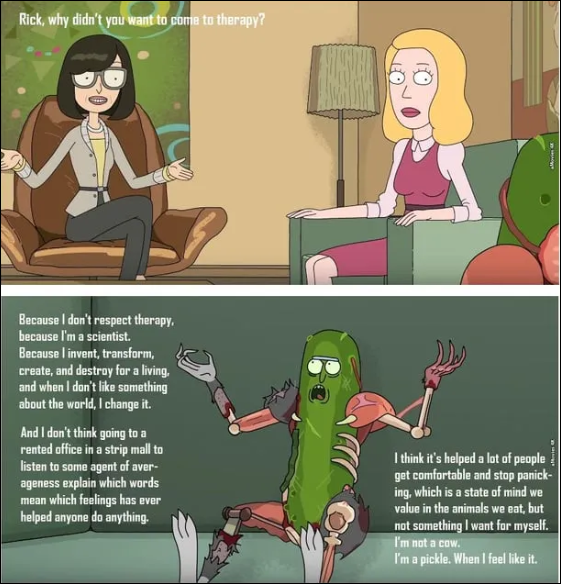 Rick, why didn't you want to come to therapy?
Because I don't respect therapy,
because I'm a scientist.
Because I invent, transform,
create, and destroy for a living,
and when I don't like something
about the world, I change it.
And I don't think going to a
rented office in a strip mall to
listen to some agent of aver-
ageness explain which words
mean which feelings has ever
helped anyone do anything.
I think it's helped a lot of people
get comfortable and stop panick-
ing, which is a state of mind we
value in the animals we eat, but
not something I want for myself.
I'm not a cow.
I'm a pickle. When I feel like it.